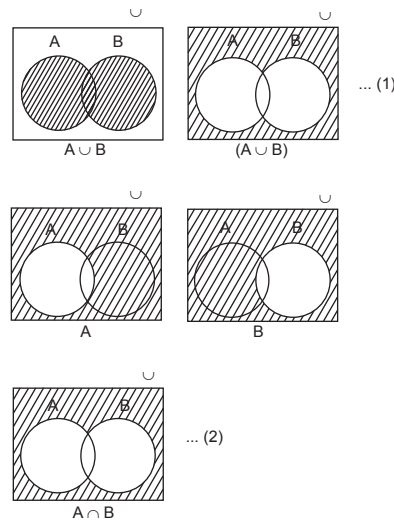 ∪ ∪
A B A B
... (1)
A ∪ B (A ∪ B)
∪ ∪
A B A B
A B
∪
A B
... (2)
A ∩ B